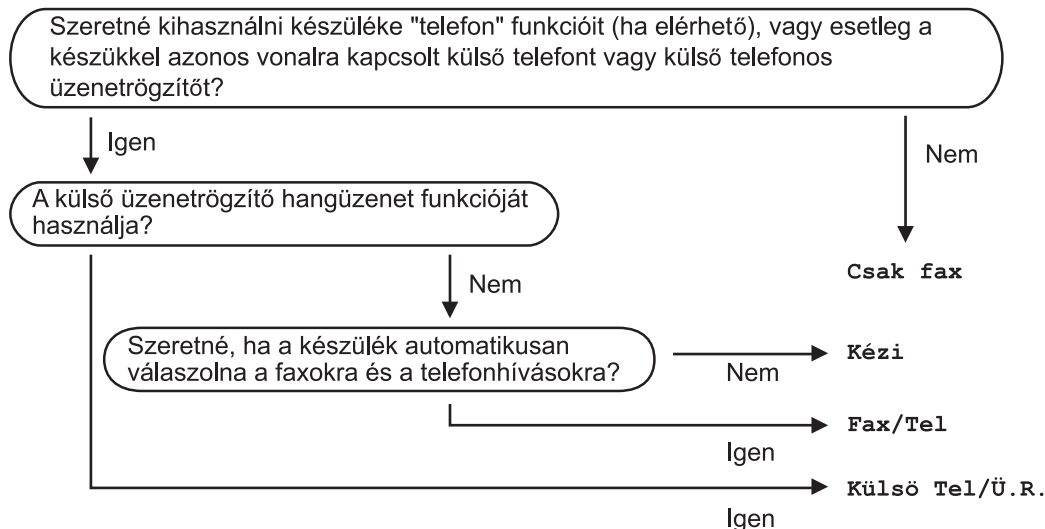 Szeretné kihasználni készüléke "telefon" funkcióit (ha elérhető), vagy esetleg a
készükkel azonos vonalra kapcsolt külső telefont vagy külső telefonos
üzenetrögzítőt?
Igen
Nem
A külső üzenetrögzítő hangüzenet funkcióját
használja?
Csak fax
Nem
Szeretné, ha a készülék automatikusan
válaszolna a faxokra és a telefonhívásokra?
Kézi
Nem
Fax/Tel
Igen
Külsö Tel/Ü.R.
Igen